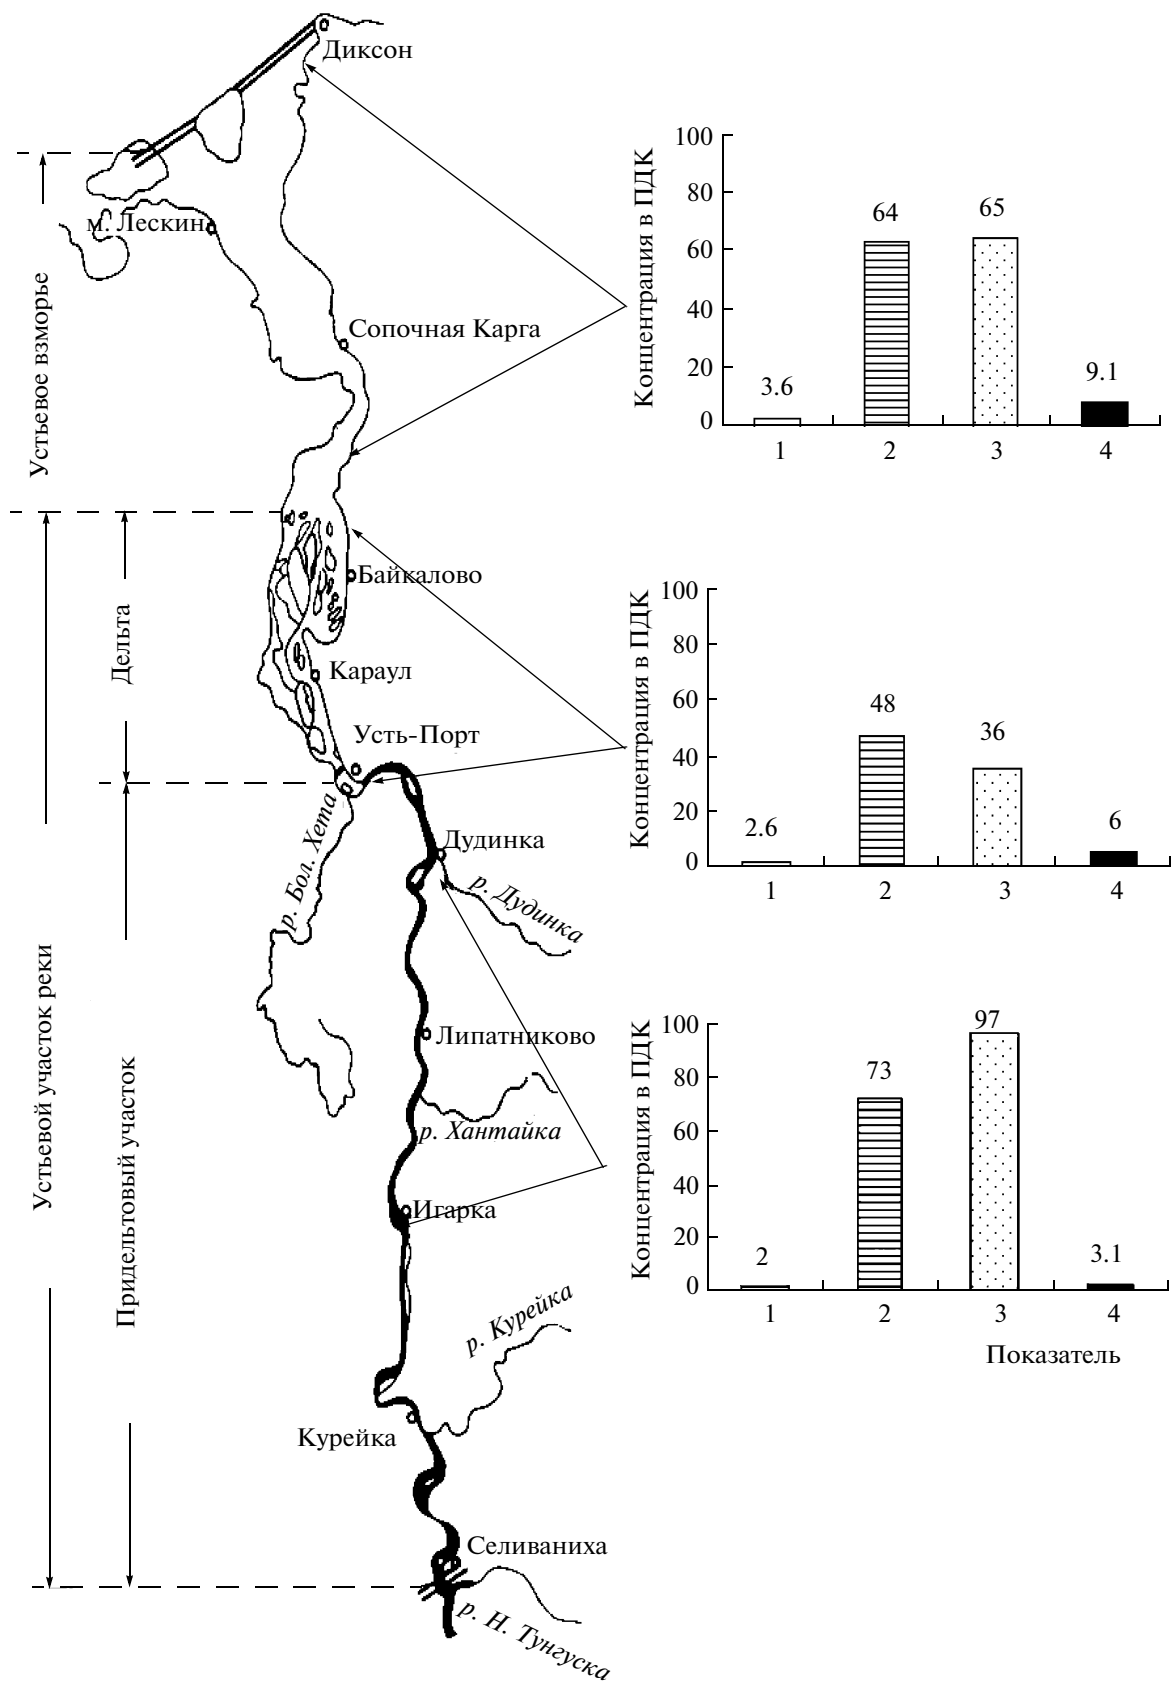 Диксон
м. Лескин
Сопочная Карга
Устьевое взморье
Байкалово
Караул
Усть-Порт
Дельта
р. Бол. Хета
Дудинка
р. Дудинка
Липатниково
р. Хантайка
Игарка
р. Курейка
Курейка
Селиваниха
р. Н. Тунгуска
Устьевой участок реки
Придельтовый участок
Концентрация в ПДК
100
80
60
40
20
0
3.6
64
65
9.1
1
2
3
4
Концентрация в ПДК
100
80
60
40
20
0
2.6
48
36
6
1
2
3
4
Концентрация в ПДК
100
80
60
40
20
0
2
73
97
3.1
1
2
3
4
Показатель